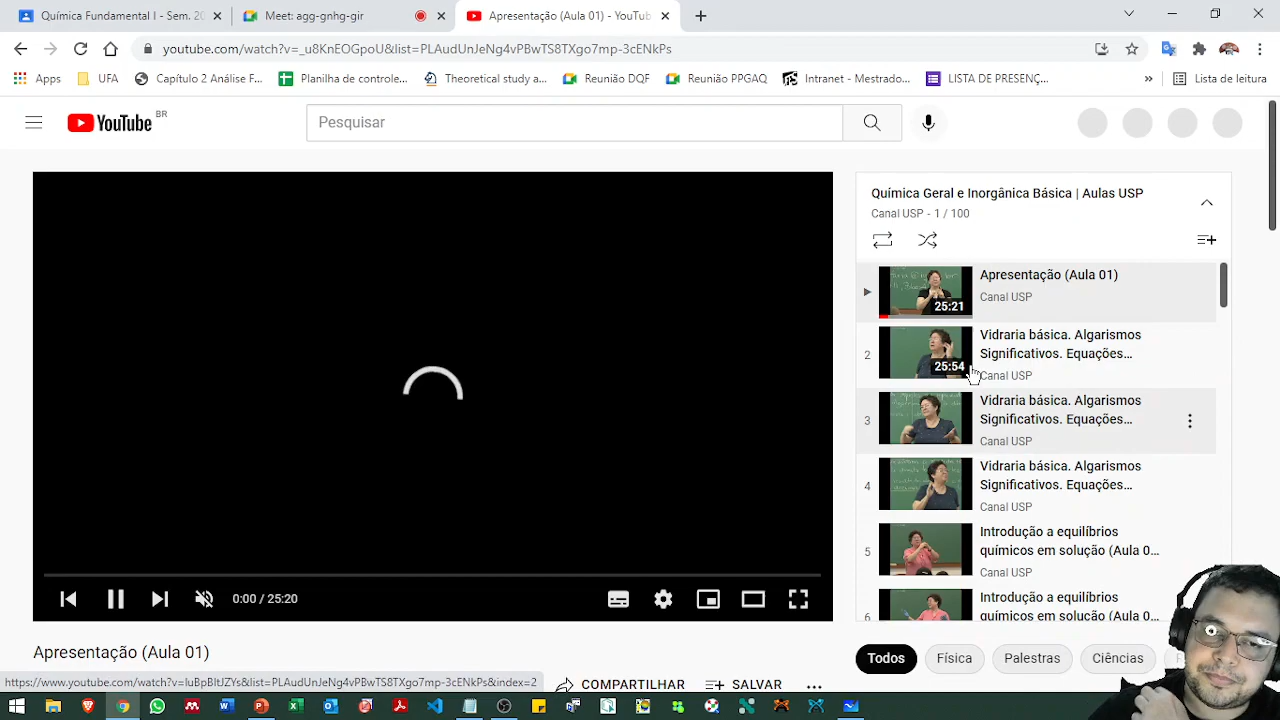 Química Fundamental I - Sem. 20
Meet: agg-gnhg-gir
Apresentação (Aula 01) - YouTub
youtube.com/watch?v=_u8KnEOGpoU&list=PLAudUnJeNg4vPBwTS8TXgo7mp-3cENkPs
Apps
UFA
Capítulo 2 Análise F...
Planilha de controle...
Theoretical study a...
Reunião DQF
Reunião PPGAQ
Intranet - Mestrado...
LISTA DE PRESENÇ...
»
Lista de leitura
YouTube BR
Pesquisar
Química Geral e Inorgânica Básica | Aulas USP
Canal USP - 1 / 100
Apresentação (Aula 01)
25:21
Canal USP
2
Vidraria básica. Algarismos
Significativos. Equações...
25:54
Canal USP
3
Vidraria básica. Algarismos
Significativos. Equações...
Canal USP
4
Vidraria básica. Algarismos
Significativos. Equações...
Canal USP
5
Introdução a equilíbrios
químicos em solução (Aula 0...
Canal USP
6
Introdução a equilíbrios
químicos em solução (Aula 0...
0:00 / 25:20
Apresentação (Aula 01)
Todos
Física
Palestras
Ciências
https://www.youtube.com/watch?v=IuBpBItJZYs&list=PLAudUnJeNg4vPBwTS8TXgo7mp-3cENkPs&index=2
COMPARTILHAR
SALVAR